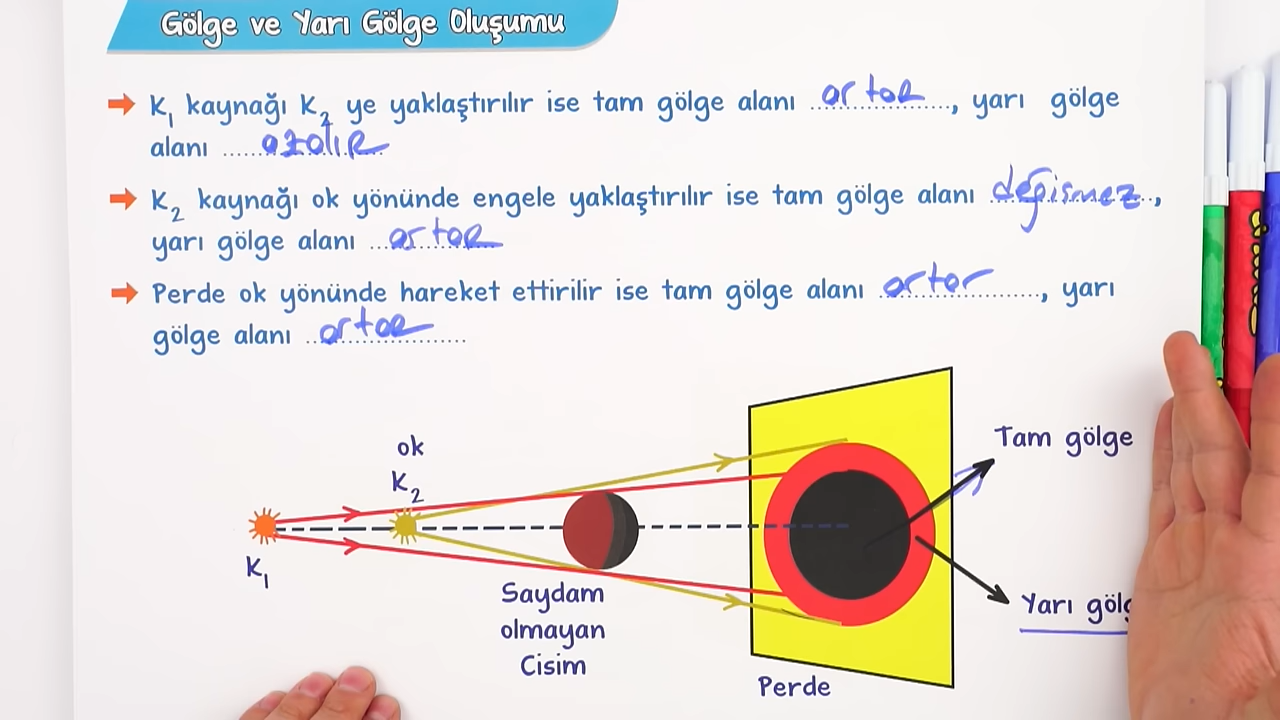 Gölge ve Yarı Gölge Oluşumu
K₁ kaynağı K₂ ye yaklaştırılır ise tam gölge alanı artar, yarı gölge
alanı azalır
K₂ kaynağı ok yönünde engele yaklaştırılır ise tam gölge alanı değişmez,
yarı gölge alanı artar
Perde ok yönünde hareket ettirilir ise tam gölge alanı artar, yarı
gölge alanı artar
ok
K₂
K₁
Tam gölge
Yarı
Saydam
olmayan
Cisim
Perde